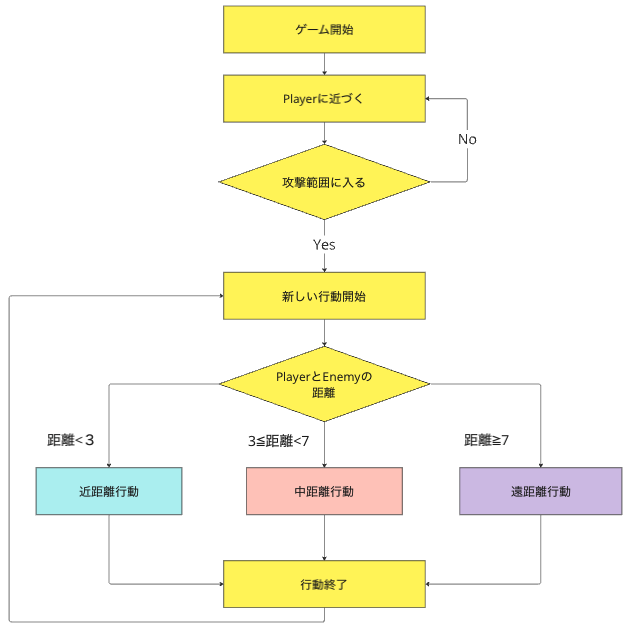 ゲーム開始
Playerに近づく
No
攻撃範囲に入る
Yes
新しい行動開始
PlayerとEnemyの
距離
距離<３
3≦距離<7
距離≧7
近距離行動
中距離行動
遠距離行動
行動終了